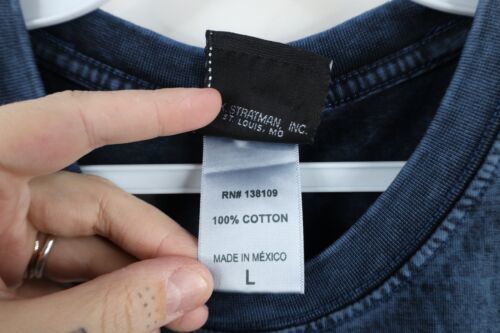 STRATMAN, INC.
ST. LOUIS, MO
RN# 138109
100% COTTON
MADE IN MÉXICO
L